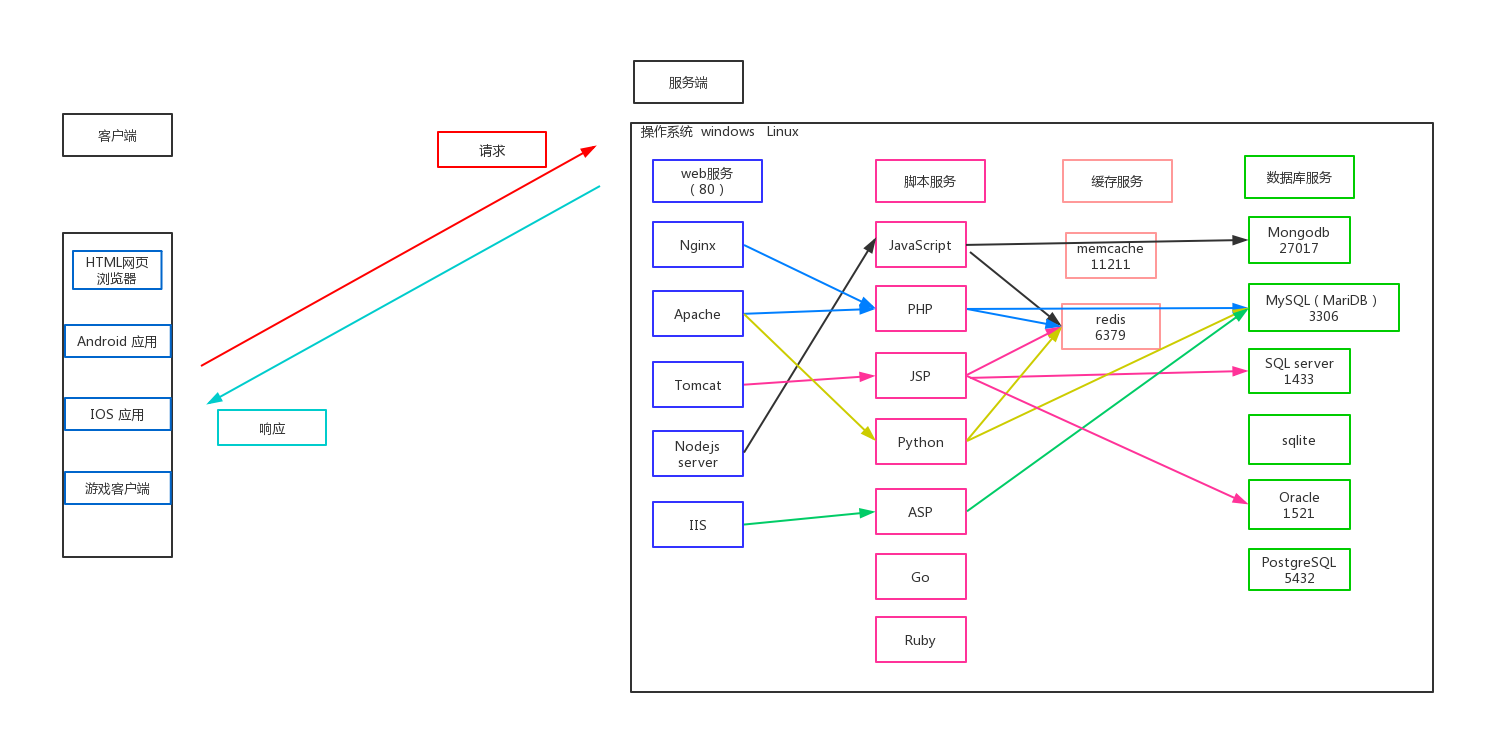 服务端
客户端
请求
操作系统 windows Linux
web服务
（ 80 ）
脚本服务
缓存服务
数据库服务
HTML网页
浏览器
Android 应用
IOS 应用
游戏客户端
响应
Nginx
Apache
Tomcat
Nodejs
server
IIS
JavaScript
PHP
JSP
Python
ASP
Go
Ruby
memcache
11211
redis
6379
Mongodb
27017
MySQL（ MariDB ）
3306
SQL server
1433
sqlite
Oracle
1521
PostgreSQL
5432